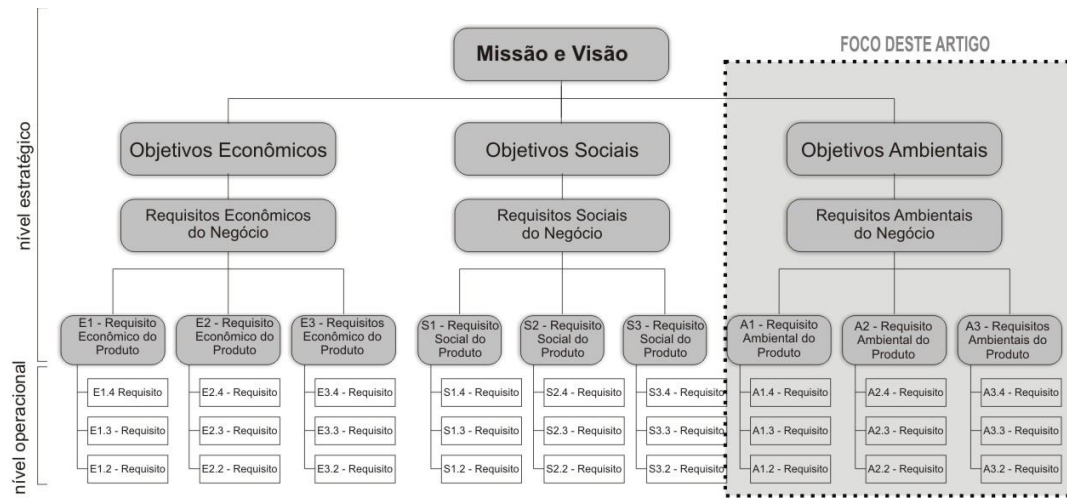 FOCO DESTE ARTIGO
Missão e Visão
nível estratégico
Objetivos Econômicos
Objetivos Sociais
Objetivos Ambientais
Requisitos Econômicos
do Negócio
Requisitos Sociais
do Negócio
Requisitos Ambientais
do Negócio
E1 - Requisito
Econômico do
Produto
E2 - Requisito
Econômico do
Produto
E3 - Requisitos
Econômico do
Produto
S1 - Requisito
Social do
Produto
S2 - Requisito
Social do
Produto
S3 - Requisito
Social do
Produto
A1 - Requisito
Ambiental do
Produto
A2 - Requisito
Ambiental do
Produto
A3 - Requisitos
Ambientais do
Produto
nível operacional
E1.4 Requisito
E2.4 - Requisito
E3.4 - Requisito
S1.4 - Requisito
S2.4 - Requisito
S3.4 - Requisito
A1.4 - Requisito
A2.4 - Requisito
A3.4 - Requisito
E1.3 - Requisito
E2.3 - Requisito
E3.3 - Requisito
S1.3 - Requisito
S2.3 - Requisito
S3.3 - Requisito
A1.3 - Requisito
A2.3 - Requisito
A3.3 - Requisito
E1.2 - Requisito
E2.2 - Requisito
E3.2 - Requisito
S1.2 - Requisito
S2.2 - Requisito
S3.2 - Requisito
A1.2 - Requisito
A2.2 - Requisito
A3.2 - Requisito